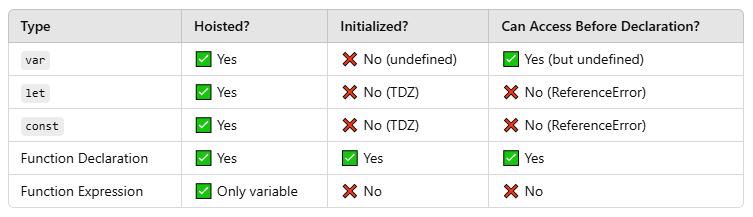 Type Hoisted? Initialized? Can Access Before Declaration?
var ✅ Yes ❌ No (undefined) ✅ Yes (but undefined)
let ✅ Yes ❌ No (TDZ) ❌ No (ReferenceError)
const ✅ Yes ❌ No (TDZ) ❌ No (ReferenceError)
Function Declaration ✅ Yes ✅ Yes ✅ Yes
Function Expression ✅ Only variable ❌ No ❌ No